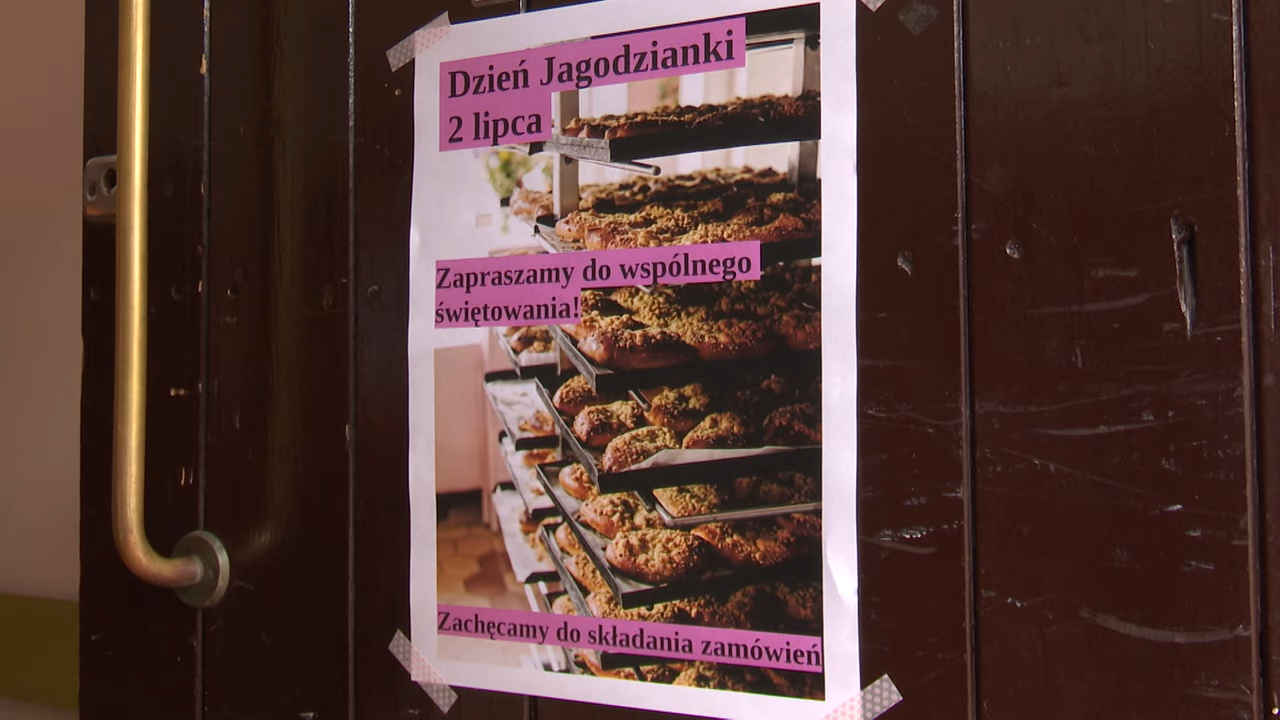 Dzień Jagodzianki
2 lipca
Zapraszamy do wspólnego
świętowania!
Zachęcamy do składania zamówień